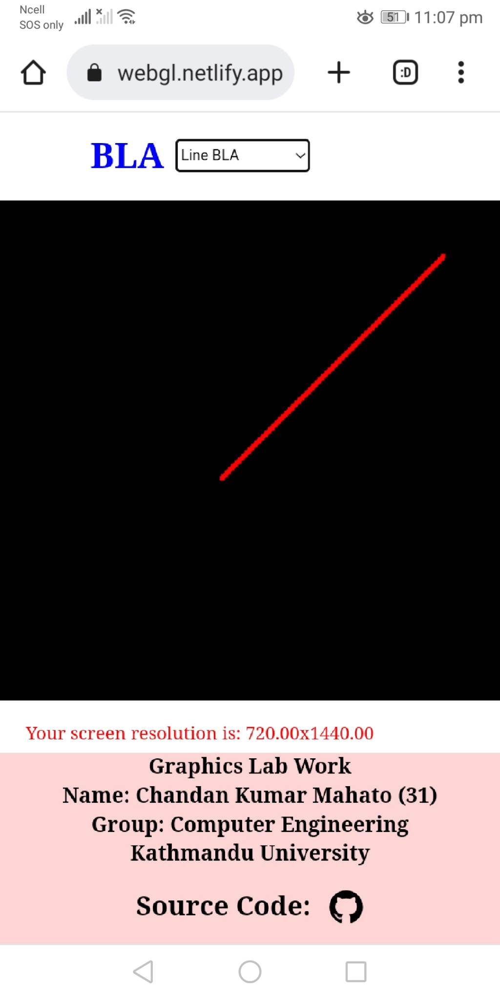 Ncell
SOS only
51 11:07 pm
webgl.netlify.app
:D
BLA Line BLA
Your screen resolution is: 720.00x1440.00
Graphics Lab Work
Name: Chandan Kumar Mahato (31)
Group: Computer Engineering
Kathmandu University
Source Code: